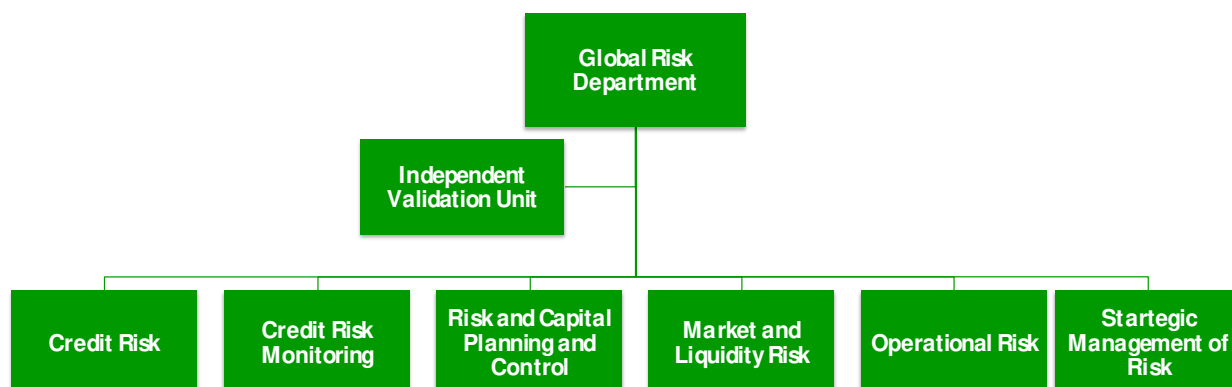 Global Risk
Department
Independent
Validation Unit
Credit Risk
Credit Risk
Monitoring
Risk and Capital
Planning and
Control
Market and
Liquidity Risk
Operational Risk
Startegic
Management of
Risk